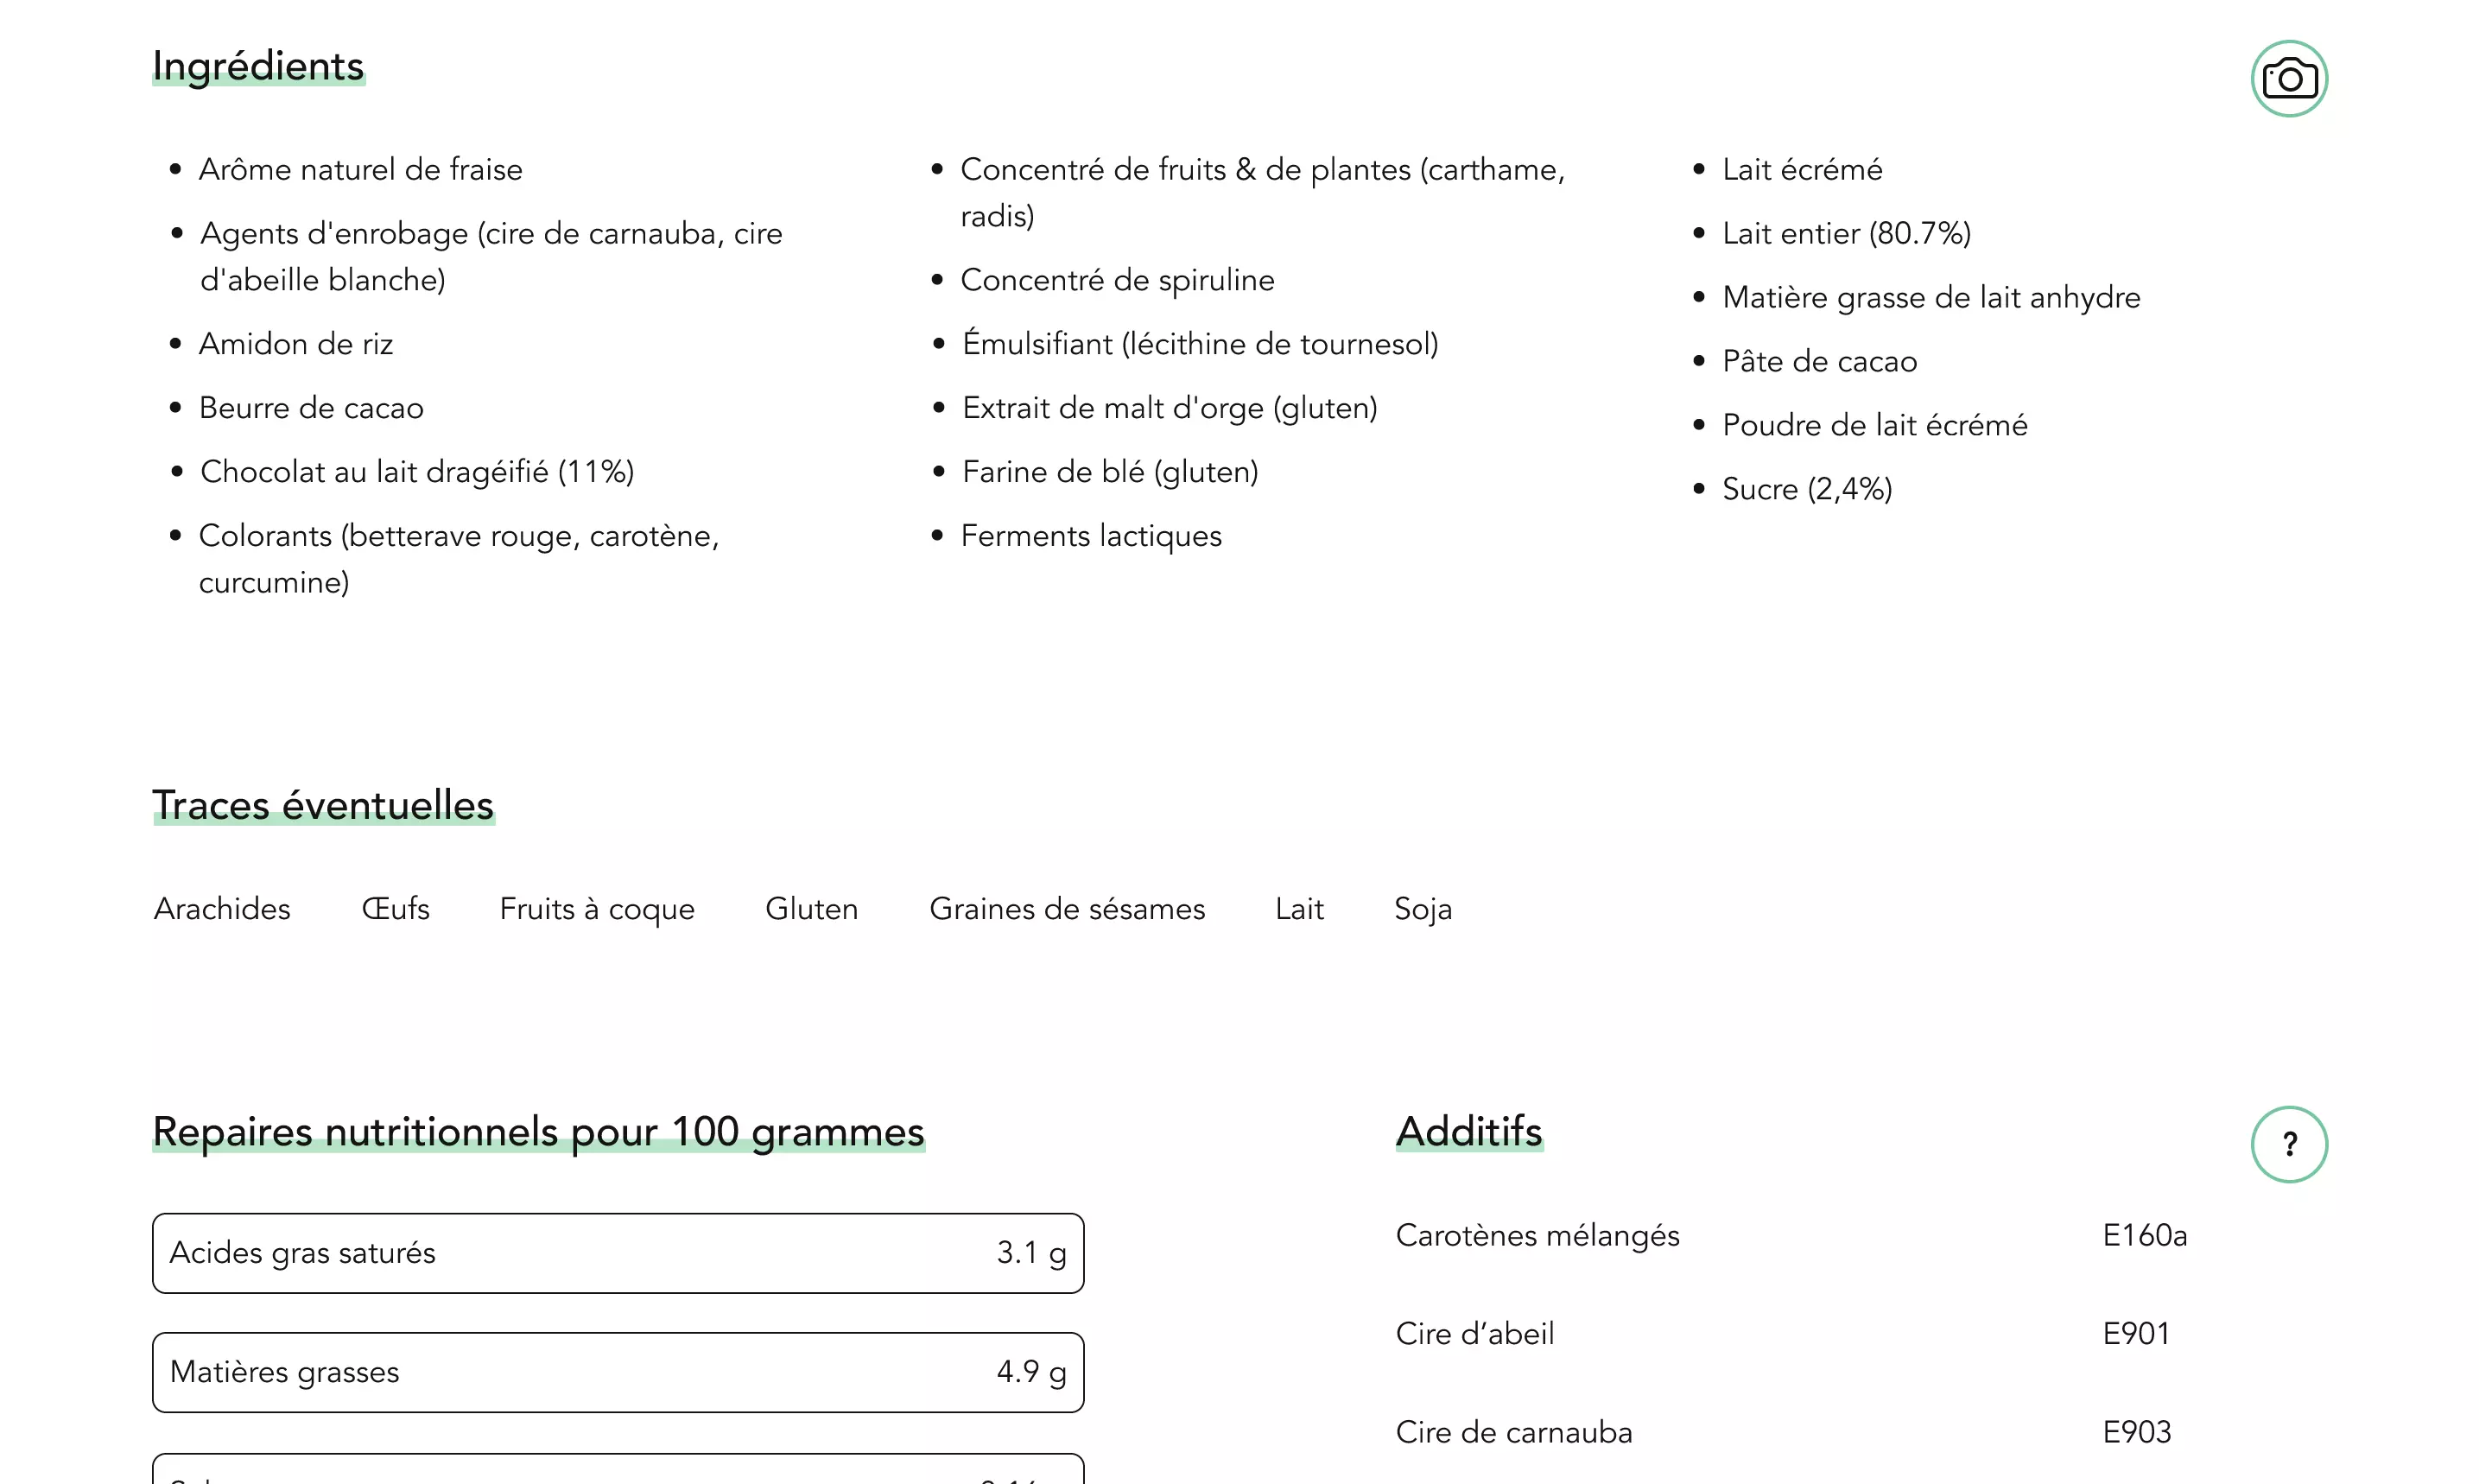 Ingrédients
Arôme naturel de fraise
Agents d'enrobage (cire de carnauba, cire
d'abeille blanche)
Amidon de riz
Beurre de cacao
Chocolat au lait dragéifié (11%)
Colorants (betterave rouge, carotène,
curcumine)
Concentré de fruits & de plantes (carthame,
radis)
Concentré de spiruline
Émulsifiant (lécithine de tournesol)
Extrait de malt d'orge (gluten)
Farine de blé (gluten)
Ferments lactiques
Lait écrémé
Lait entier (80.7%)
Matière grasse de lait anhydre
Pâte de cacao
Poudre de lait écrémé
Sucre (2,4%)
Traces éventuelles
Arachides Œufs Fruits à coque Gluten Graines de sésames Lait Soja
Repaires nutritionnels pour 100 grammes
Acides gras saturés 3.1 g
Matières grasses 4.9 g
Additifs
?
Carotènes mélangés E160a
Cire d’abeil E901
Cire de carnauba E903